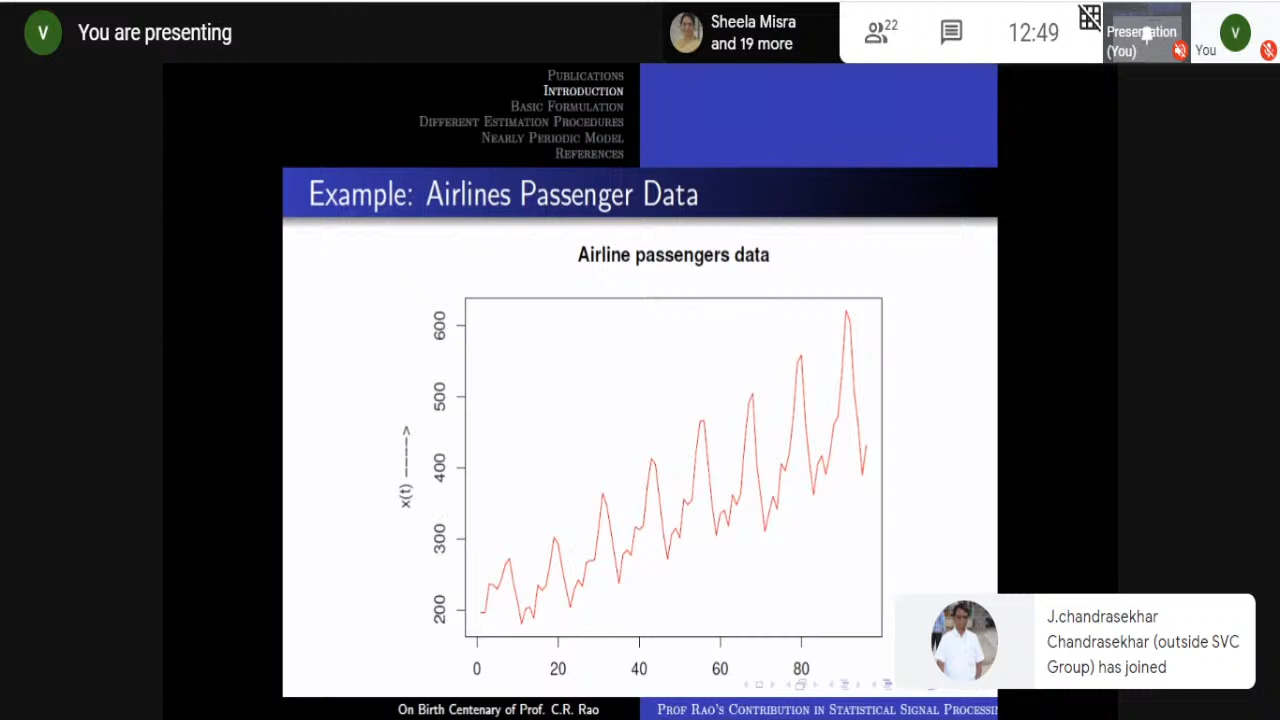 V
You are presenting
Sheela Misra
and 19 more
22
12:49
Presentation
(You)
You
V
PUBLICATIONS
INTRODUCTION
BASIC FORMULATION
DIFFERENT ESTIMATION PROCEDURES
NEARLY PERIODIC MODEL
REFERENCES
Example: Airlines Passenger Data
Airline passengers data
600
500
400
300
200
x(t) ----->
0 20 40 60 80
J.chandrasekhar
Chandrasekhar (outside SVC
Group) has joined
On Birth Centenary of Prof. C.R. Rao
PROF RAO'S CONTRIBUTION IN STATISTICAL SIGNAL PROCESSIN